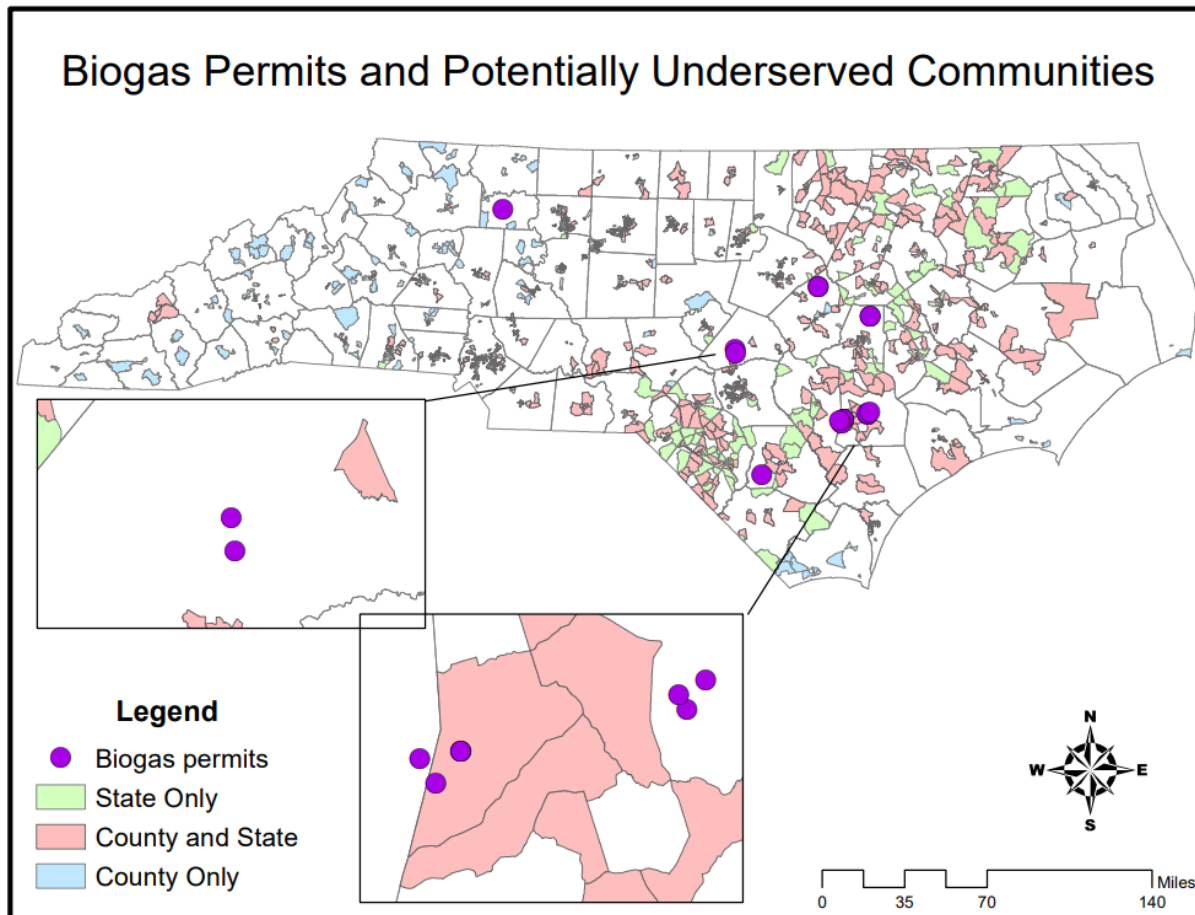 Biogas Permits and Potentially Underserved Communities
Legend
Biogas permits
State Only
County and State
County Only
N
W E
S
Miles
0 35 70 140